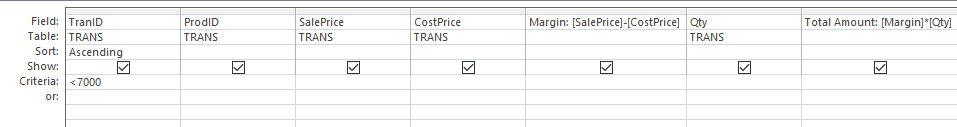 Field: TranID ProdID SalePrice CostPrice Margin: [SalePrice]-[CostPrice] Qty Total Amount: [Margin]*[Qty]
Table: TRANS TRANS TRANS TRANS TRANS
Sort: Ascending
Show:
Criteria: <7000
or: